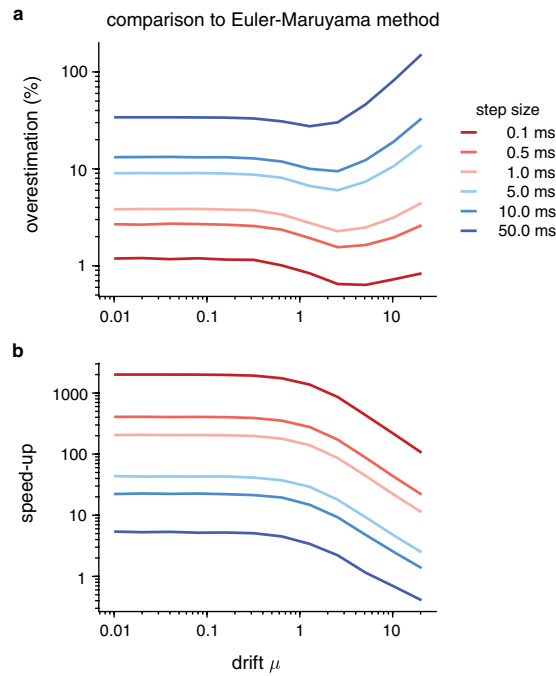 a
comparison to Euler-Maruyama method
overestimation (%)
100
10
1
0.01
0.1
1
10
step size
0.1 ms
0.5 ms
1.0 ms
5.0 ms
10.0 ms
50.0 ms
b
speed-up
1000
100
10
1
0.01
0.1
1
10
drift μ